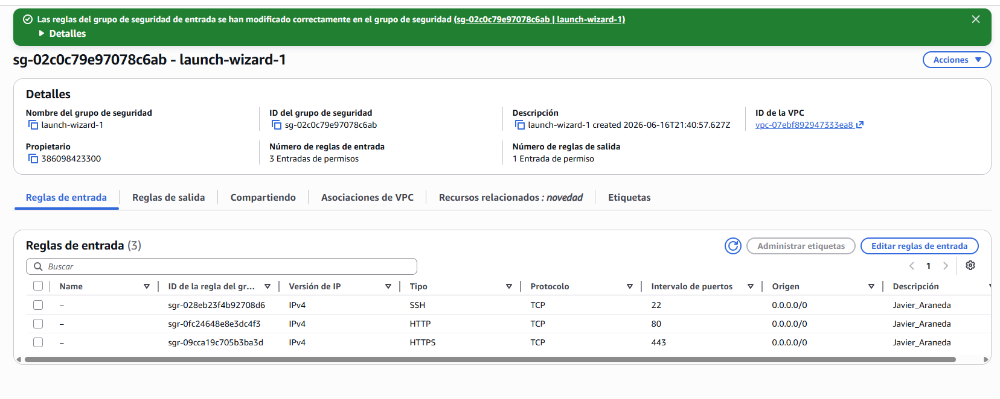 Las reglas del grupo de seguridad de entrada se han modificado correctamente en el grupo de seguridad (sg-02c0c79e97078c6ab | launch-wizard-1)
Detalles
sg-02c0c79e97078c6ab - launch-wizard-1
Acciones
Detalles
Nombre del grupo de seguridad
launch-wizard-1
ID del grupo de seguridad
sg-02c0c79e97078c6ab
Descripción
launch-wizard-1 created 2026-06-16T21:40:57.627Z
ID de la VPC
vpc-07ebf892947333ea8
Propietario
386098423300
Número de reglas de entrada
3 Entradas de permisos
Número de reglas de salida
1 Entrada de permiso
Reglas de entrada Reglas de salida Compartiendo Asociaciones de VPC Recursos relacionados : novedad Etiquetas
Reglas de entrada (3)
Administrar etiquetas
Editar reglas de entrada
Buscar
1
Name ID de la regla del gr... Versión de IP Tipo Protocolo Intervalo de puertos Origen Descripción
– sgr-028eb23f4b92708d6 IPv4 SSH TCP 22 0.0.0.0/0 Javier_Araneda
– sgr-0fc24648e8e3dc4f3 IPv4 HTTP TCP 80 0.0.0.0/0 Javier_Araneda
– sgr-09cca19c705b3ba3d IPv4 HTTPS TCP 443 0.0.0.0/0 Javier_Araneda